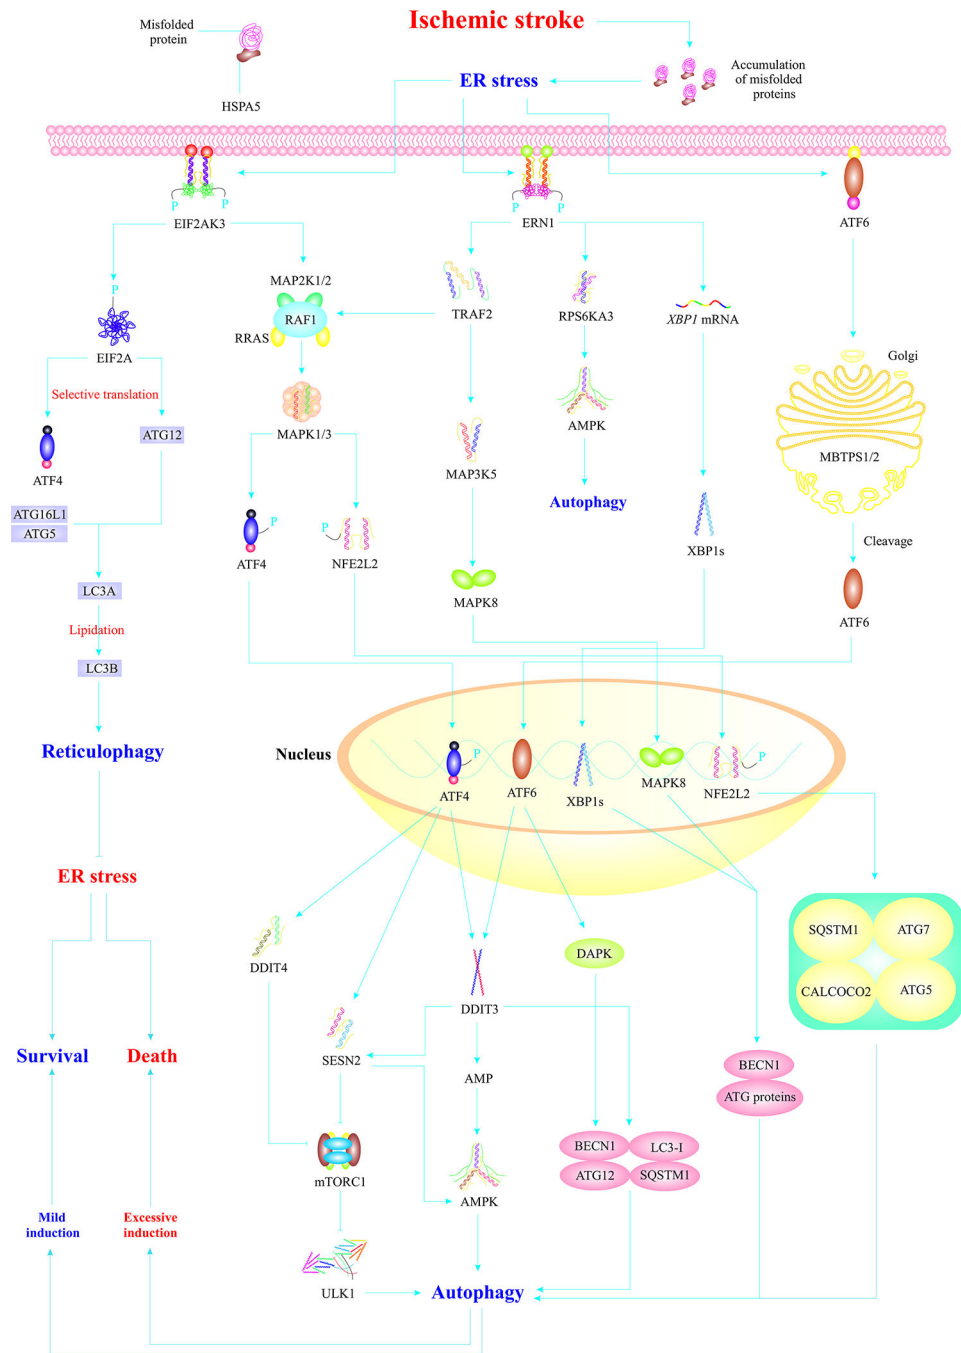 Ischemic stroke
Misfolded
protein
HSPA5
ER stress
Accumulation
of misfolded
proteins
P
P
EIF2AK3
P
P
ERN1
ATF6
P
EIF2A
MAP2K1/2
RAF1
RRAS
TRAF2
RPS6KA3
XBP1 mRNA
Golgi
MBTPS1/2
Selective translation
ATF4
ATG12
MAPK1/3
MAP3K5
AMPK
Autophagy
XBP1s
Cleavage
ATF6
ATG16L1
ATG5
P
ATF4
P
NFE2L2
MAPK8
LC3A
Lipidation
LC3B
Reticulophagy
Nucleus
P
ATF4
ATF6
XBP1s
MAPK8
P
NFE2L2
ER stress
DDIT4
DDIT3
DAPK
SQSTM1
ATG7
CALCOCO2
ATG5
Survival
Death
SESN2
AMP
BECN1
ATG proteins
mTORC1
AMPK
BECN1
LC3-I
ATG12
SQSTM1
Mild
induction
Excessive
induction
ULK1
Autophagy